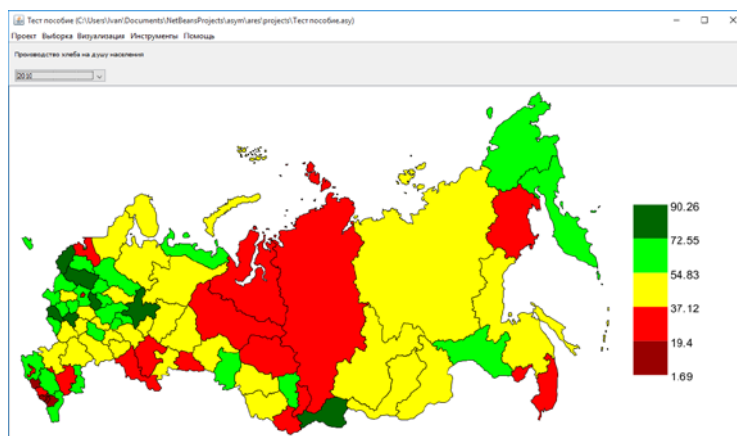 Тест пособие (C:\Users\Ivan\Documents\NetBeansProjects\asym\ares\projects\Тест пособие.asy)
Проект Выборка Визуализация Инструменты Помощь
Производство хлеба на душу населения
2010
90.26
72.55
54.83
37.12
19.4
1.69